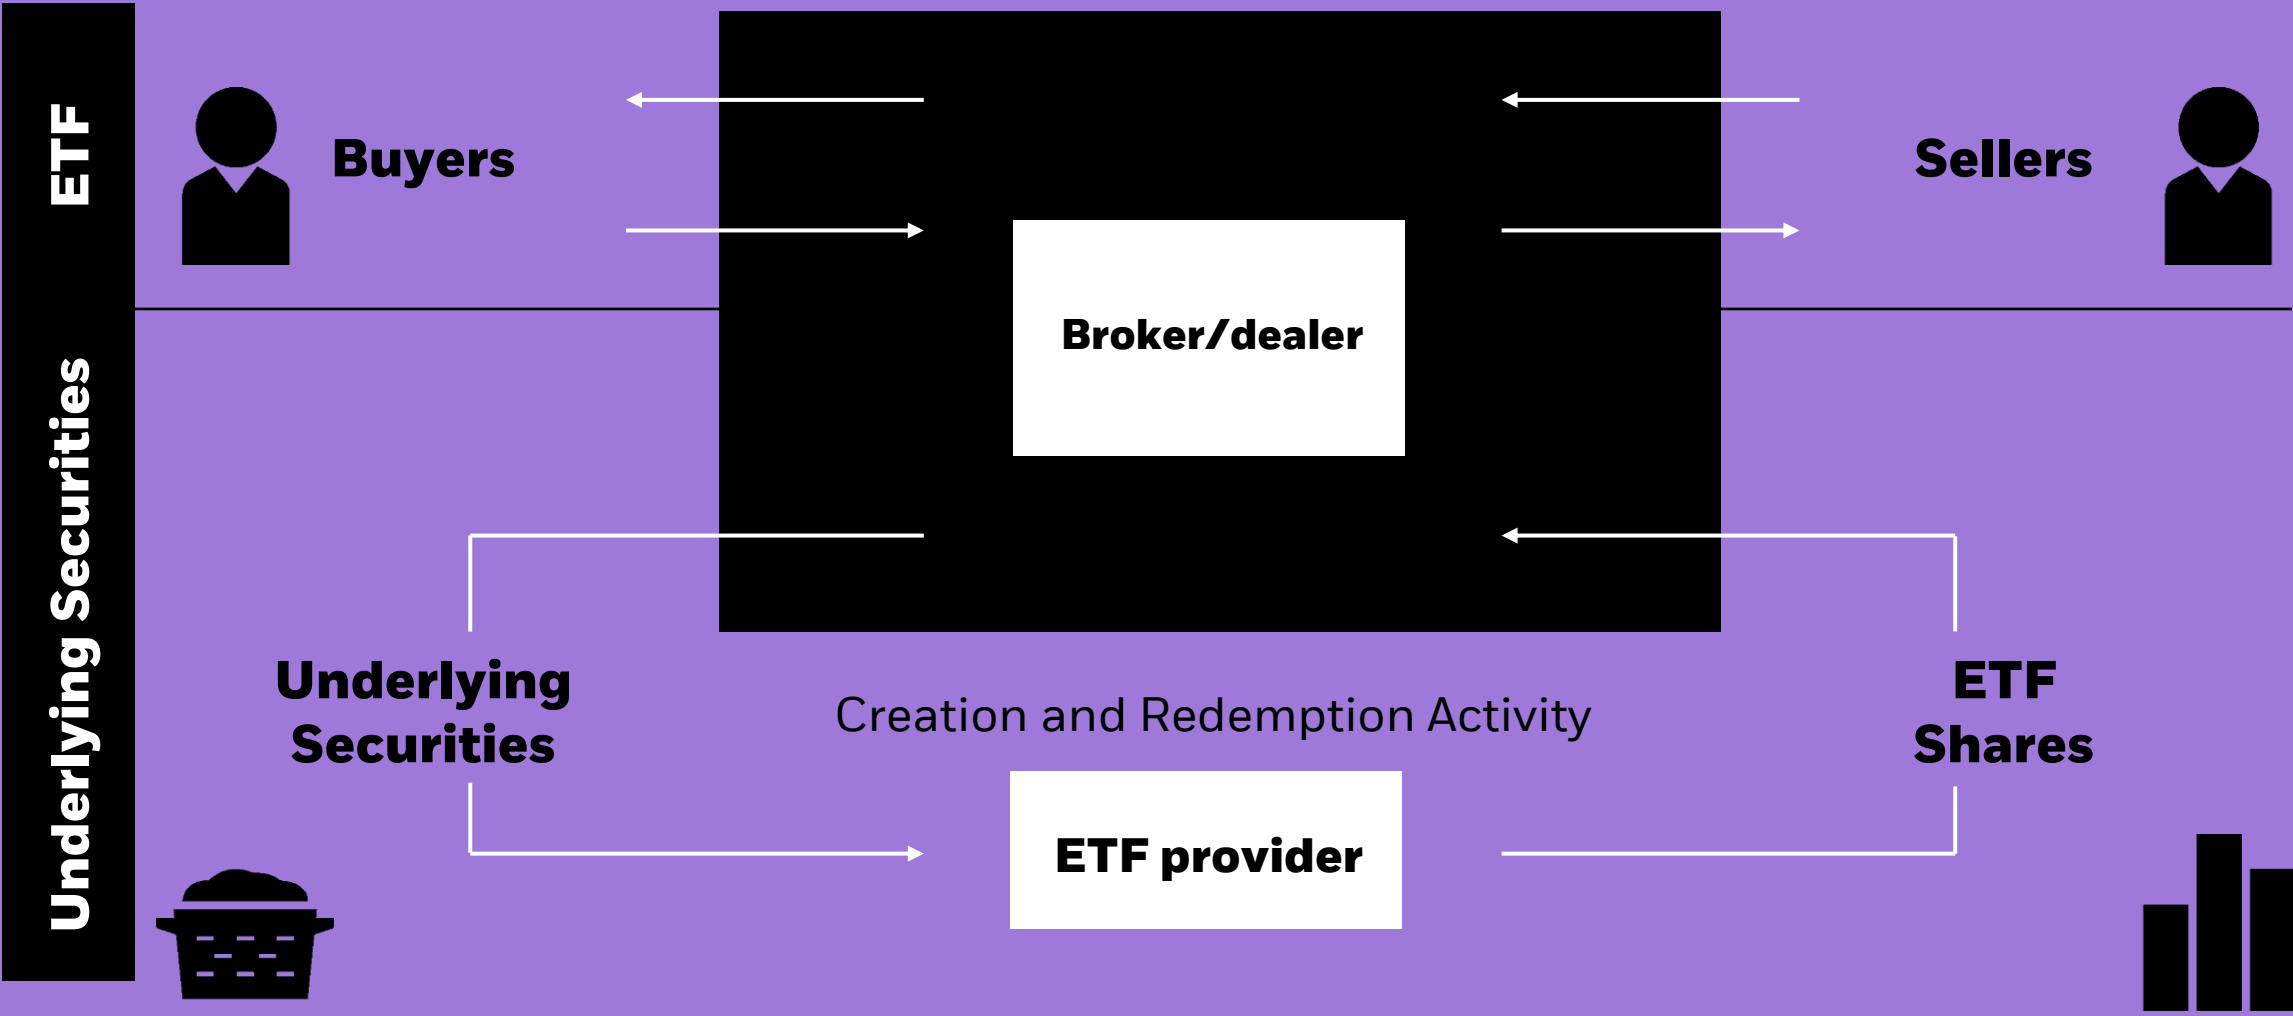 ETF
Buyers
Sellers
Broker/dealer
Underlying Securities
Underlying
Securities
Creation and Redemption Activity
ETF
Shares
ETF provider